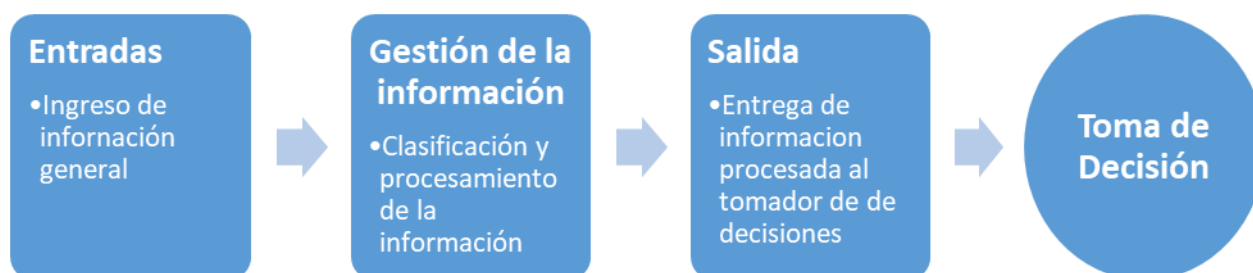 Entradas
•Ingreso de
infornación
general
Gestión de la
información
•Clasificación y
procesamiento
de la
información
Salida
•Entrega de
informacion
procesada al
tomador de de
decisiones
Toma de
Decisión